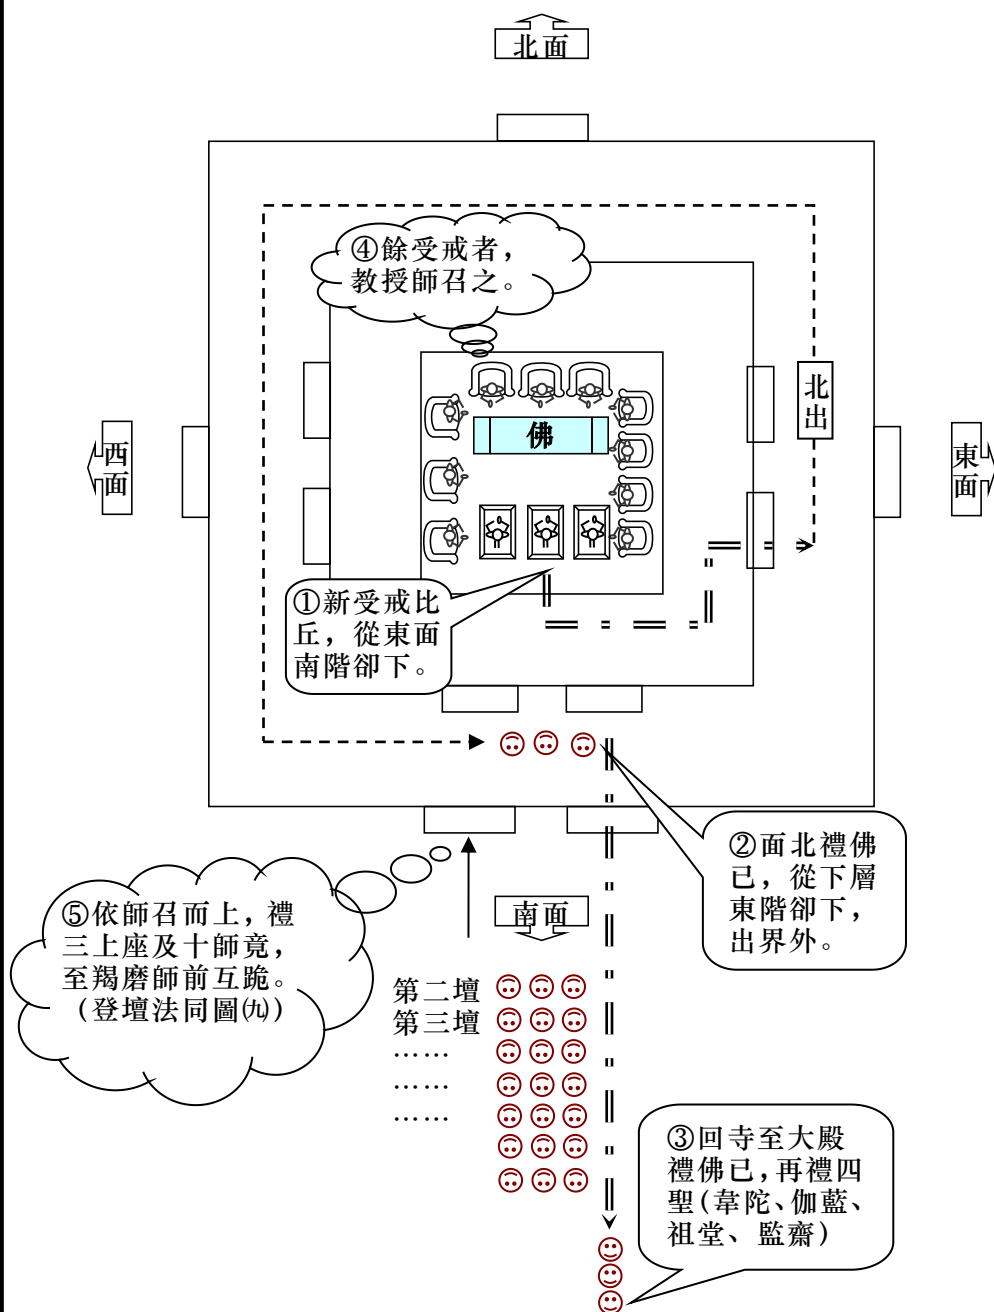 北面
④餘受戒者，
教授師召之。
西
面
佛
北
出
東
面
①新受戒比
丘，從東面
南階卻下。
②面北禮佛
已，從下層
東階卻下，
出界外。
⑤依師召而上，禮
三上座及十師竟，
至羯磨師前互跪。
（登壇法同圖㈨）
南面
第二壇
第三壇
……
……
……
③回寺至大殿
禮佛已，再禮四
聖（韋陀、伽藍、
祖堂、監齋）